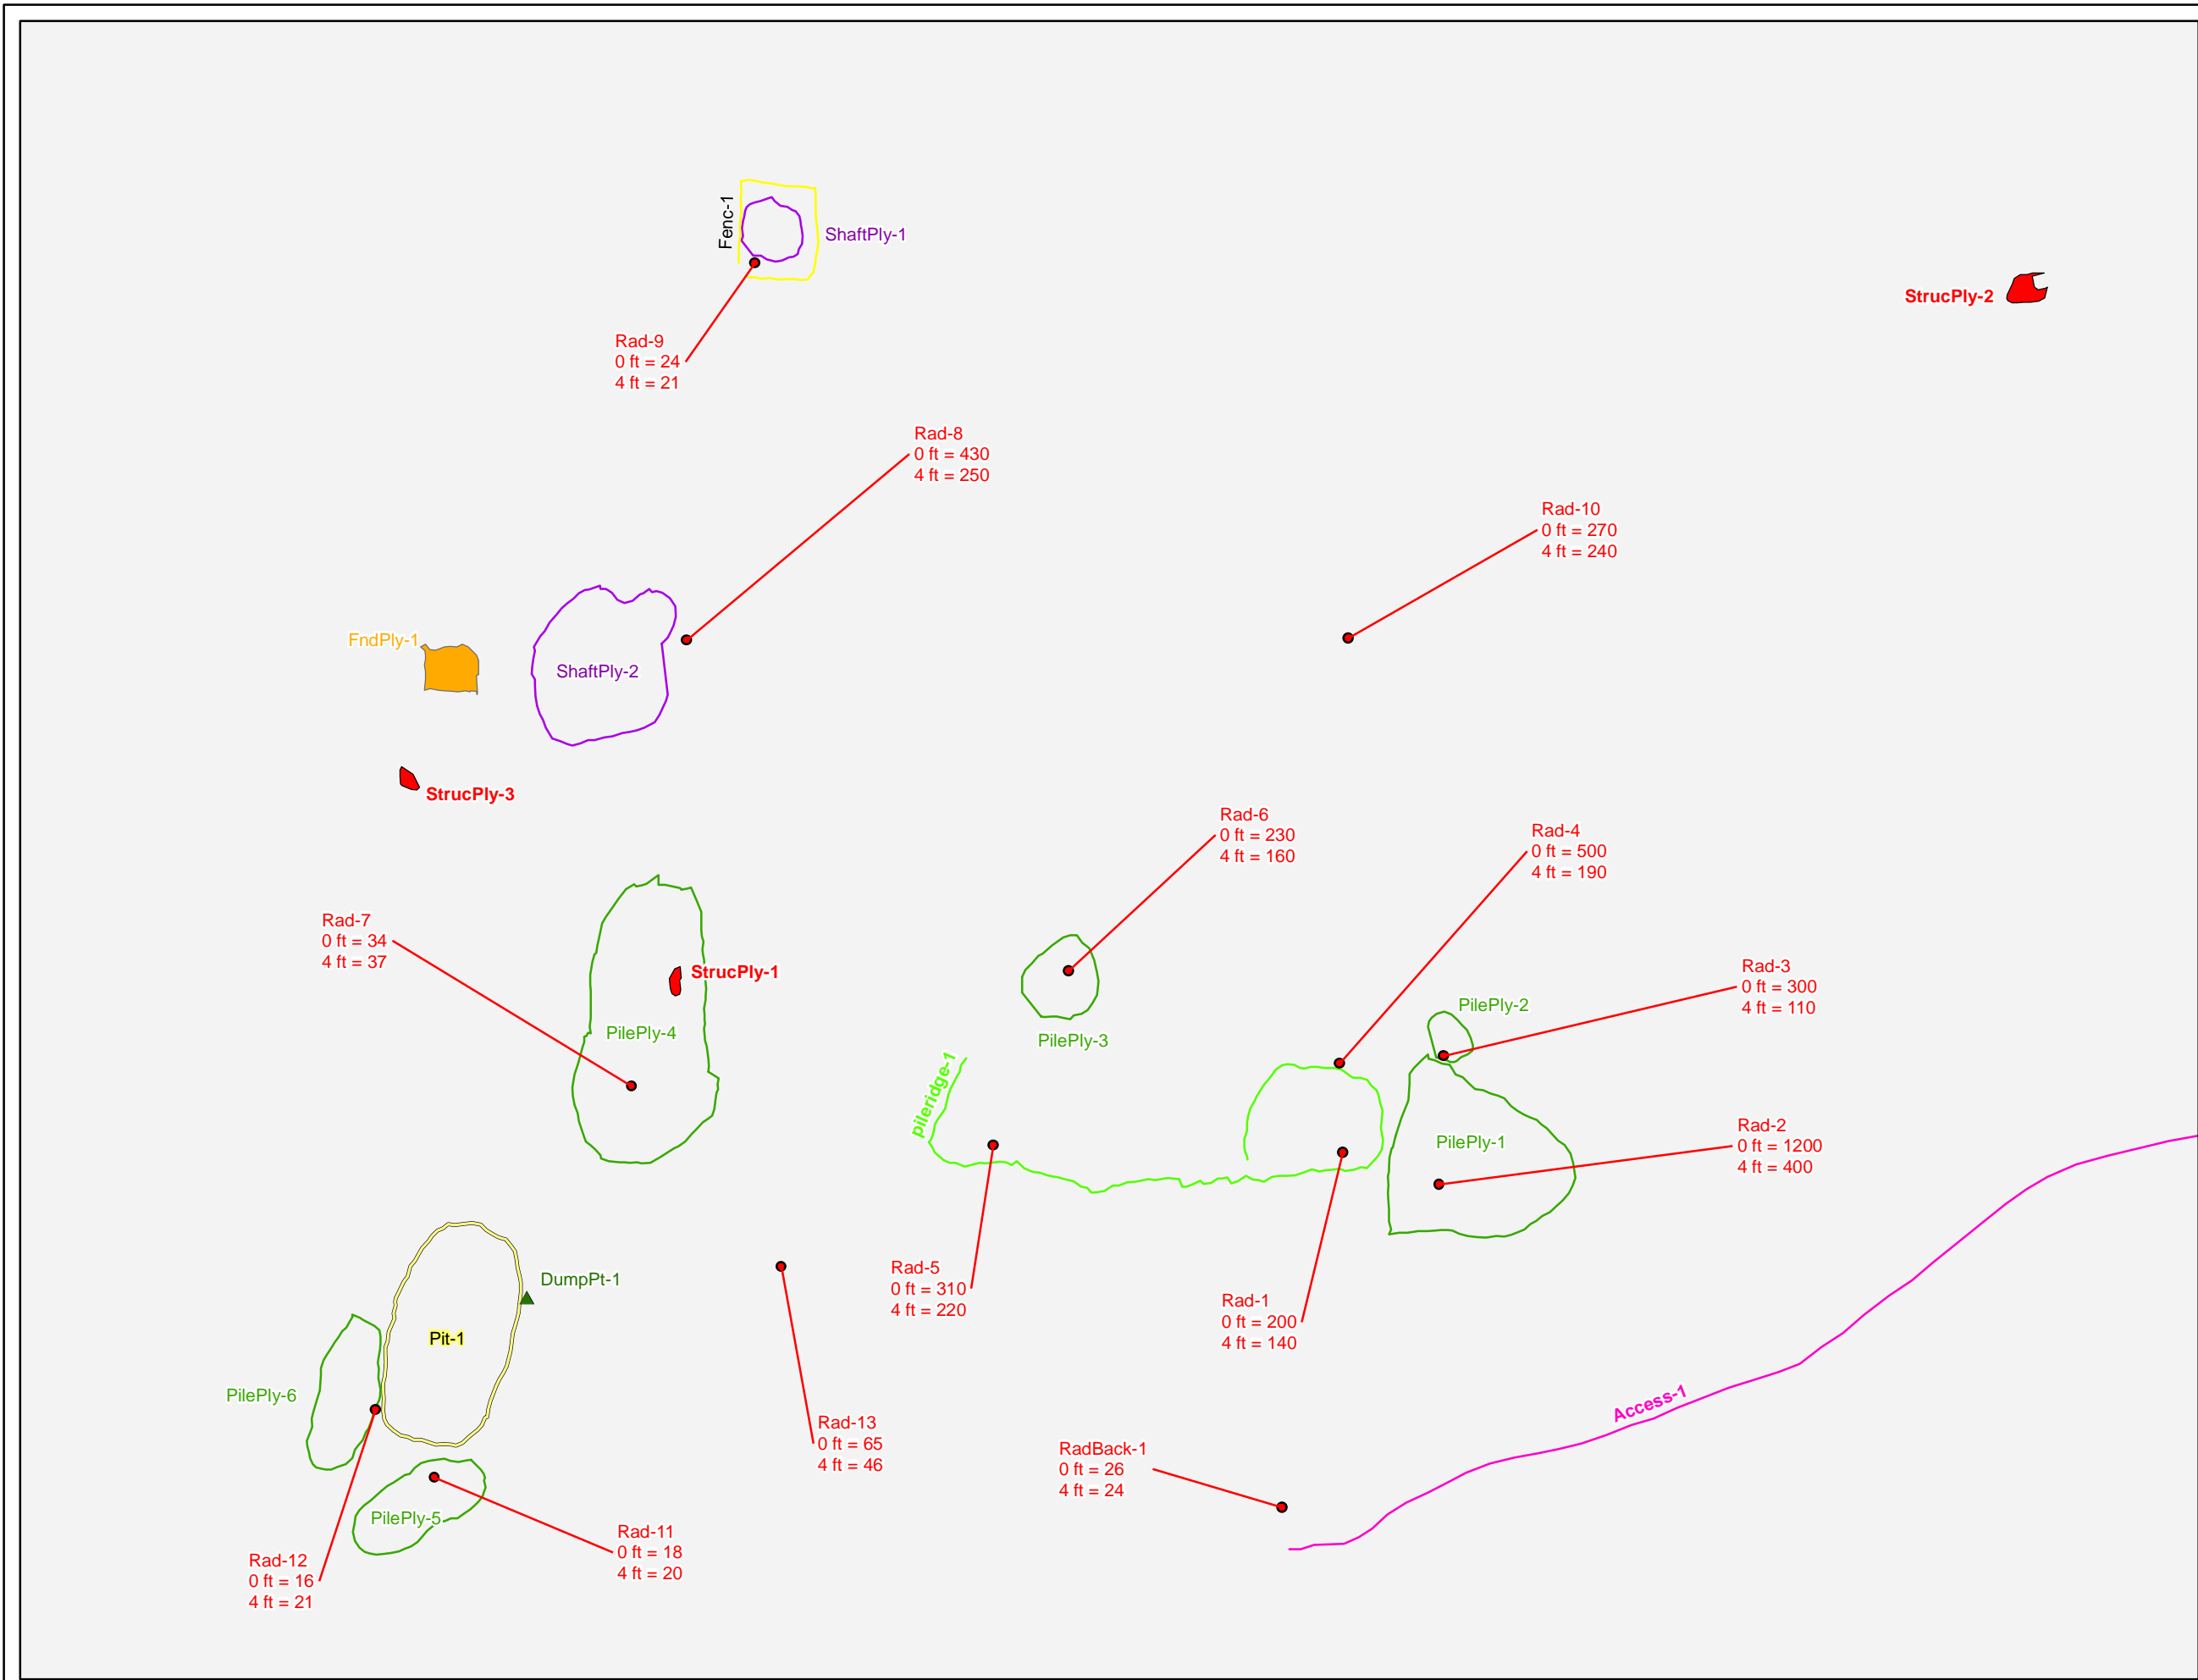 Fenc-1
ShaftPly-1
StrucPly-2
Rad-9
0 ft = 24
4 ft = 21
Rad-8
0 ft = 430
4 ft = 250
Rad-10
0 ft = 270
4 ft = 240
FndPly-1
ShaftPly-2
StrucPly-3
Rad-6
0 ft = 230
4 ft = 160
Rad-4
0 ft = 500
4 ft = 190
Rad-7
0 ft = 34
4 ft = 37
StrucPly-1
Rad-3
0 ft = 300
4 ft = 110
PilePly-2
PilePly-4
PilePly-3
pileridge-1
PilePly-1
Rad-2
0 ft = 1200
4 ft = 400
DumpPt-1
Rad-5
0 ft = 310
4 ft = 220
Rad-1
0 ft = 200
4 ft = 140
Pit-1
PilePly-6
Access-1
Rad-13
0 ft = 65
4 ft = 46
RadBack-1
0 ft = 26
4 ft = 24
PilePly-5
Rad-11
0 ft = 18
4 ft = 20
Rad-12
0 ft = 16
4 ft = 21